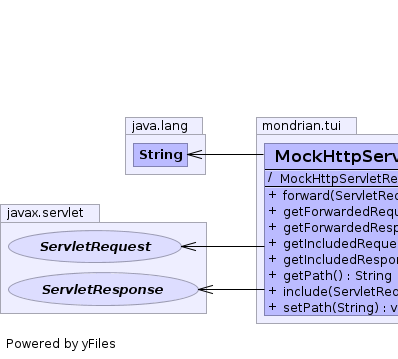 java.lang
String
mondrian.tui
MockHttpServ
/ MockHttpServletRe
+ forward(ServletReq
+ getForwardedRequ
+ getForwardedResp
+ getIncludedReque
+ getIncludedRespon
+ getPath() : String
+ include(ServletReq
+ setPath(String) : v
javax.servlet
ServletRequest
ServletResponse
Powered by yFiles